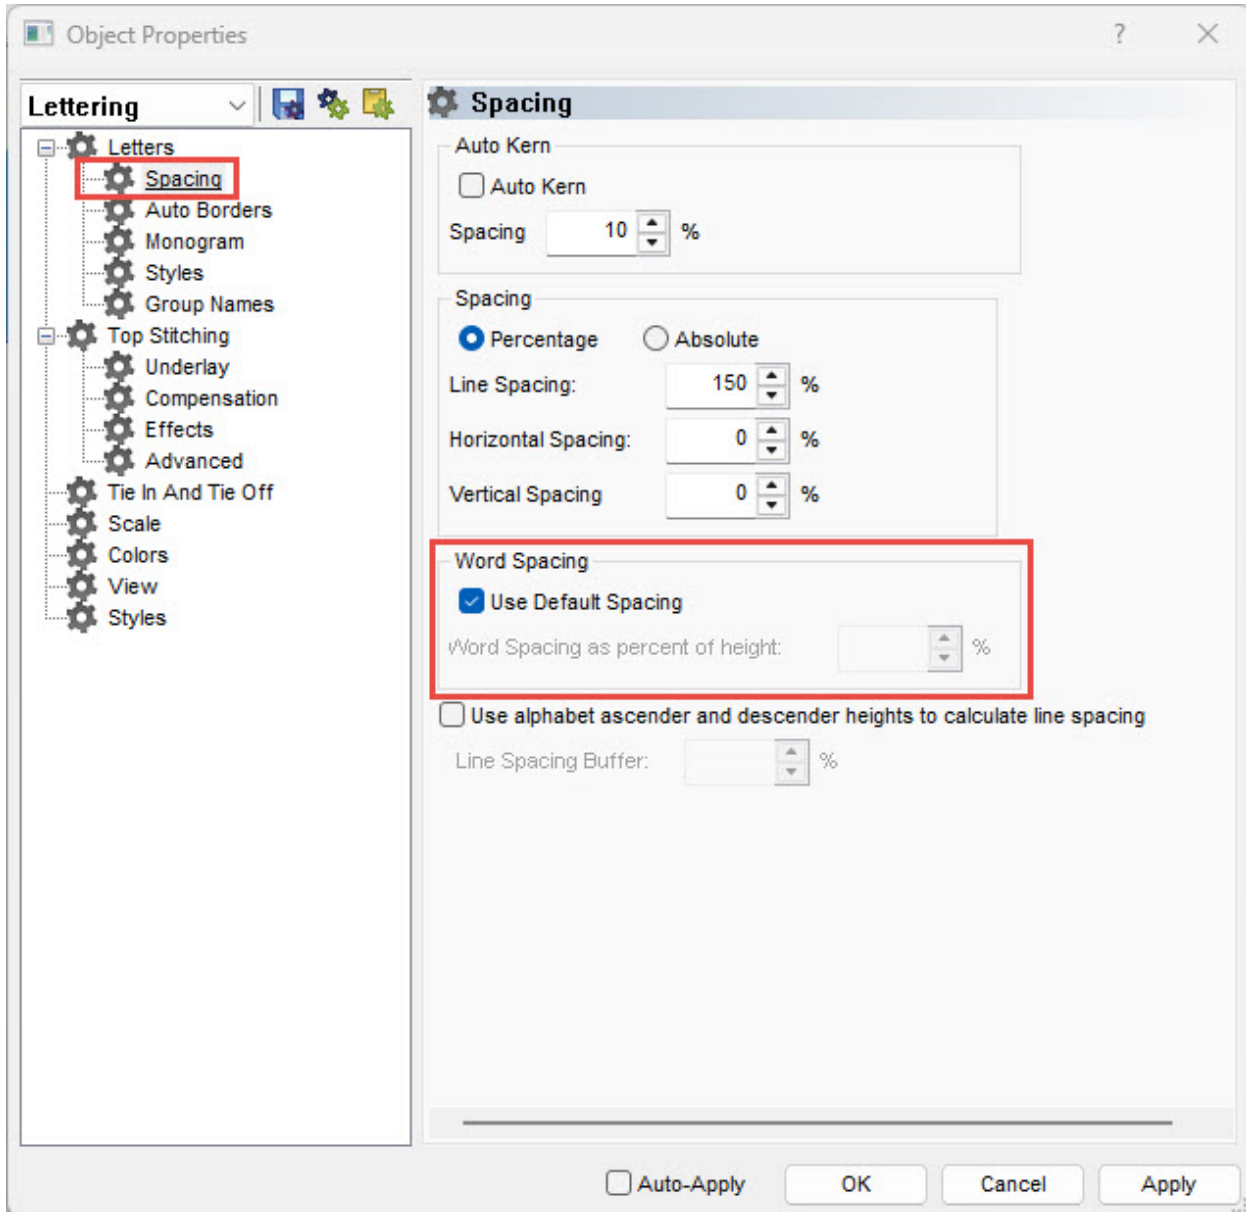 Object Properties
?
Lettering
Letters
Spacing
Auto Borders
Monogram
Styles
Group Names
Top Stitching
Underlay
Compensation
Effects
Advanced
Tie In And Tie Off
Scale
Colors
View
Styles
Spacing
Auto Kern
Auto Kern
Spacing 10 %
Spacing
Percentage Absolute
Line Spacing: 150 %
Horizontal Spacing: 0 %
Vertical Spacing 0 %
Word Spacing
Use Default Spacing
Word Spacing as percent of height: %
Use alphabet ascender and descender heights to calculate line spacing
Line Spacing Buffer: %
Auto-Apply OK Cancel Apply